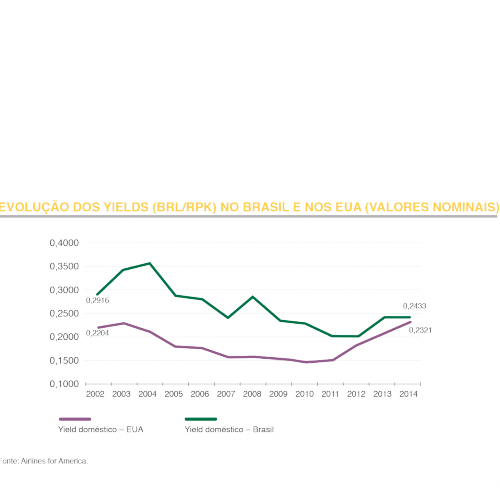 EVOLUÇÃO DOS YIELDS (BRL/RPK) NO BRASIL E NOS EUA (VALORES NOMINAIS)
0,4000
0,3500
0,3000
0,2500
0,2000
0,1500
0,1000
0,2916
0,2204
0,2433
0,2321
2002 2003 2004 2005 2006 2007 2008 2009 2010 2011 2012 2013 2014
Yield doméstico – EUA Yield doméstico – Brasil
Fonte: Airlines for America.